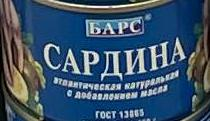 БАРС®
САРДИНА
атлантическая натуральная
с добавлением масла
ГОСТ 13865